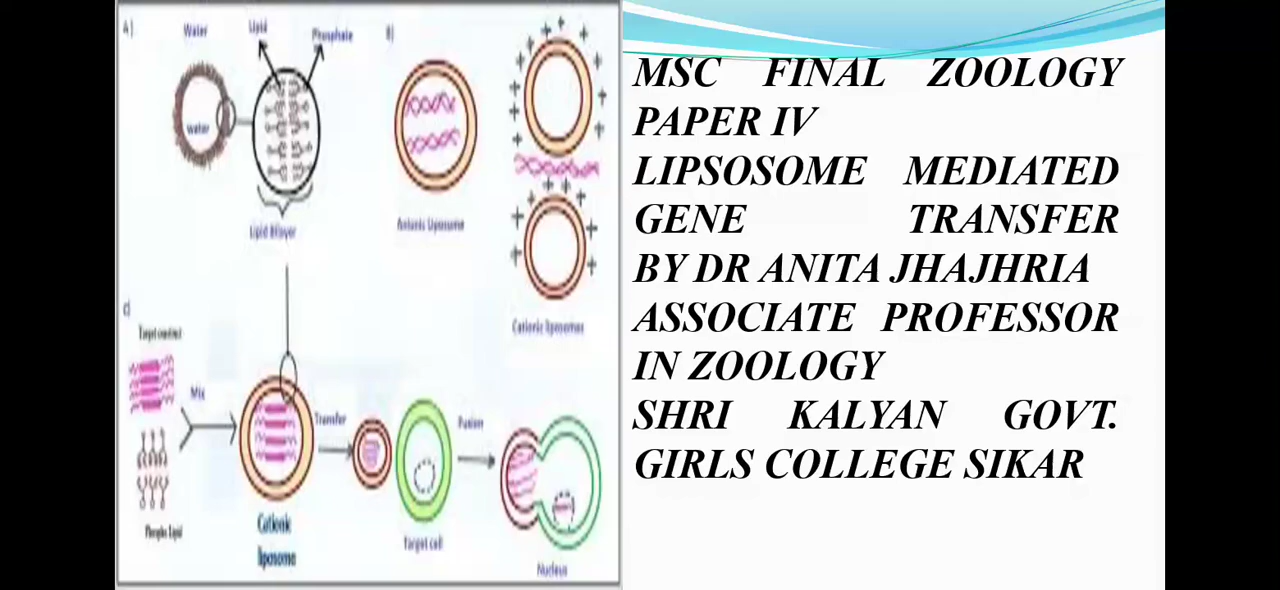 A)
Water
Lipid
Phosphate
B)
water
Lipid Bilayer
Anionic Liposome
Cationic liposomes
Target construct
Mix
Phospho Lipid
Cationic
liposome
Transfer
Target cell
Fusion
Nucleus
MSC FINAL ZOOLOGY
PAPER IV
LIPSOSOME MEDIATED
GENE TRANSFER
BY DR ANITA JHAJHRIA
ASSOCIATE PROFESSOR
IN ZOOLOGY
SHRI KALYAN GOVT.
GIRLS COLLEGE SIKAR